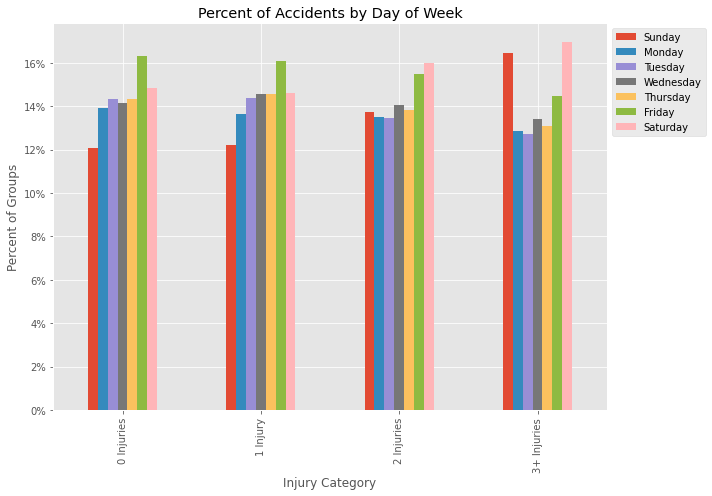 Percent of Accidents by Day of Week
Sunday
Monday
Tuesday
Wednesday
Thursday
Friday
Saturday
Percent of Groups
16%
14%
12%
10%
8%
6%
4%
2%
0%
0 Injuries
1 Injury
2 Injuries
3+ Injuries
Injury Category